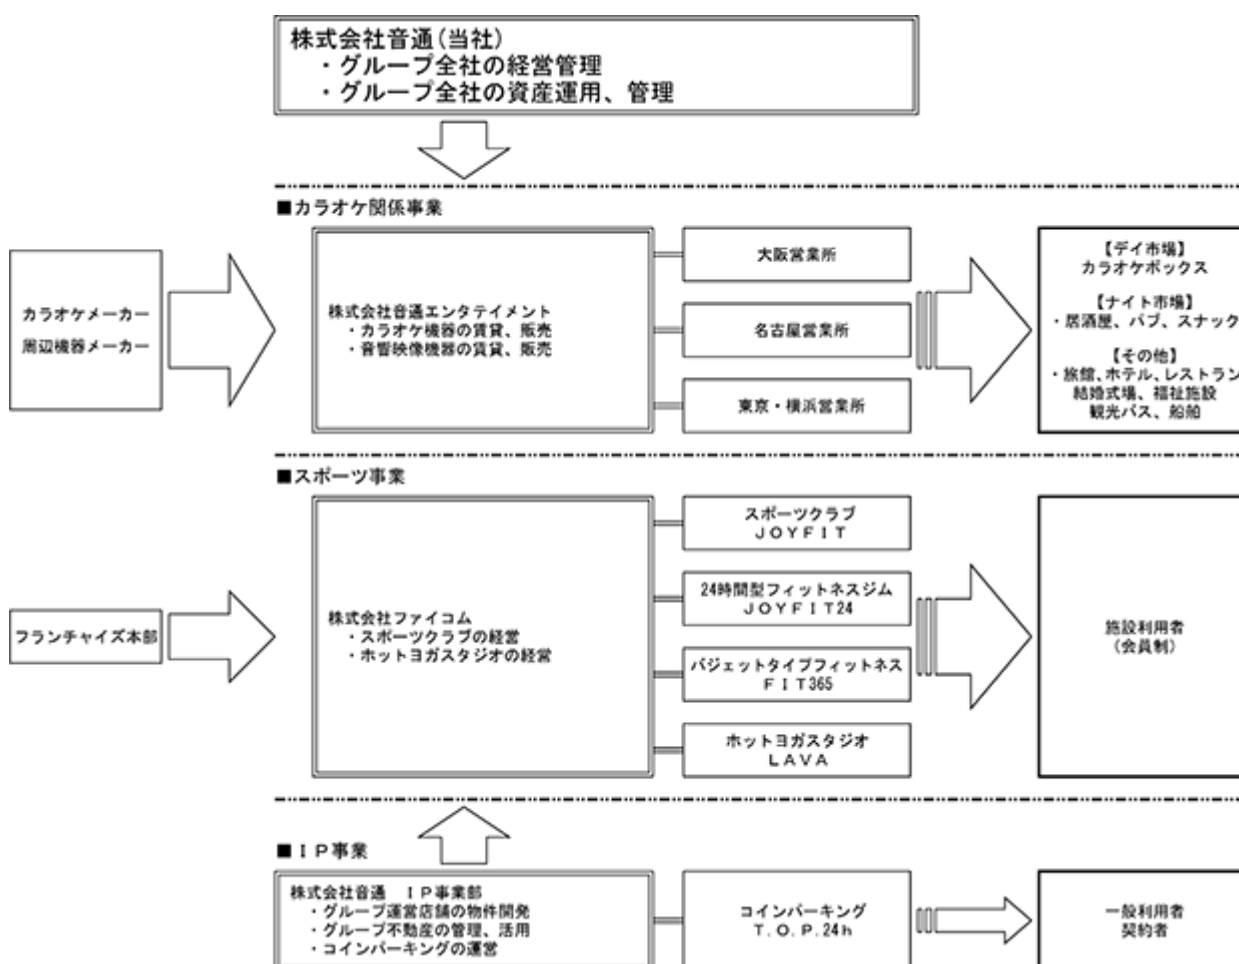 株式会社音通(当社)
・グループ全社の経営管理
・グループ全社の資産運用、管理
■カラオケ関係事業
カラオケメーカー
周辺機器メーカー
株式会社音通エンタテイメント
・カラオケ機器の賃貸、販売
・音響映像機器の賃貸、販売
大阪営業所
名古屋営業所
東京・横浜営業所
【デイ市場】
カラオケボックス
【ナイト市場】
・居酒屋、パブ、スナック
【その他】
・旅館、ホテル、レストラン
結婚式場、福祉施設
観光バス、船舶
■スポーツ事業
フランチャイズ本部
株式会社ファイコム
・スポーツクラブの経営
・ホットヨガスタジオの経営
スポーツクラブ
ＪＯＹＦＩＴ
24時間型フィットネスジム
ＪＯＹＦＩＴ24
バジェットタイプフィットネス
ＦＩＴ365
ホットヨガスタジオ
ＬＡＶＡ
施設利用者
(会員制)
■ＩＰ事業
株式会社音通　ＩＰ事業部
・グループ運営店舗の物件開発
・グループ不動産の管理、活用
・コインパーキングの運営
コインパーキング
Ｔ.Ｏ.Ｐ.24ｈ
一般利用者
契約者